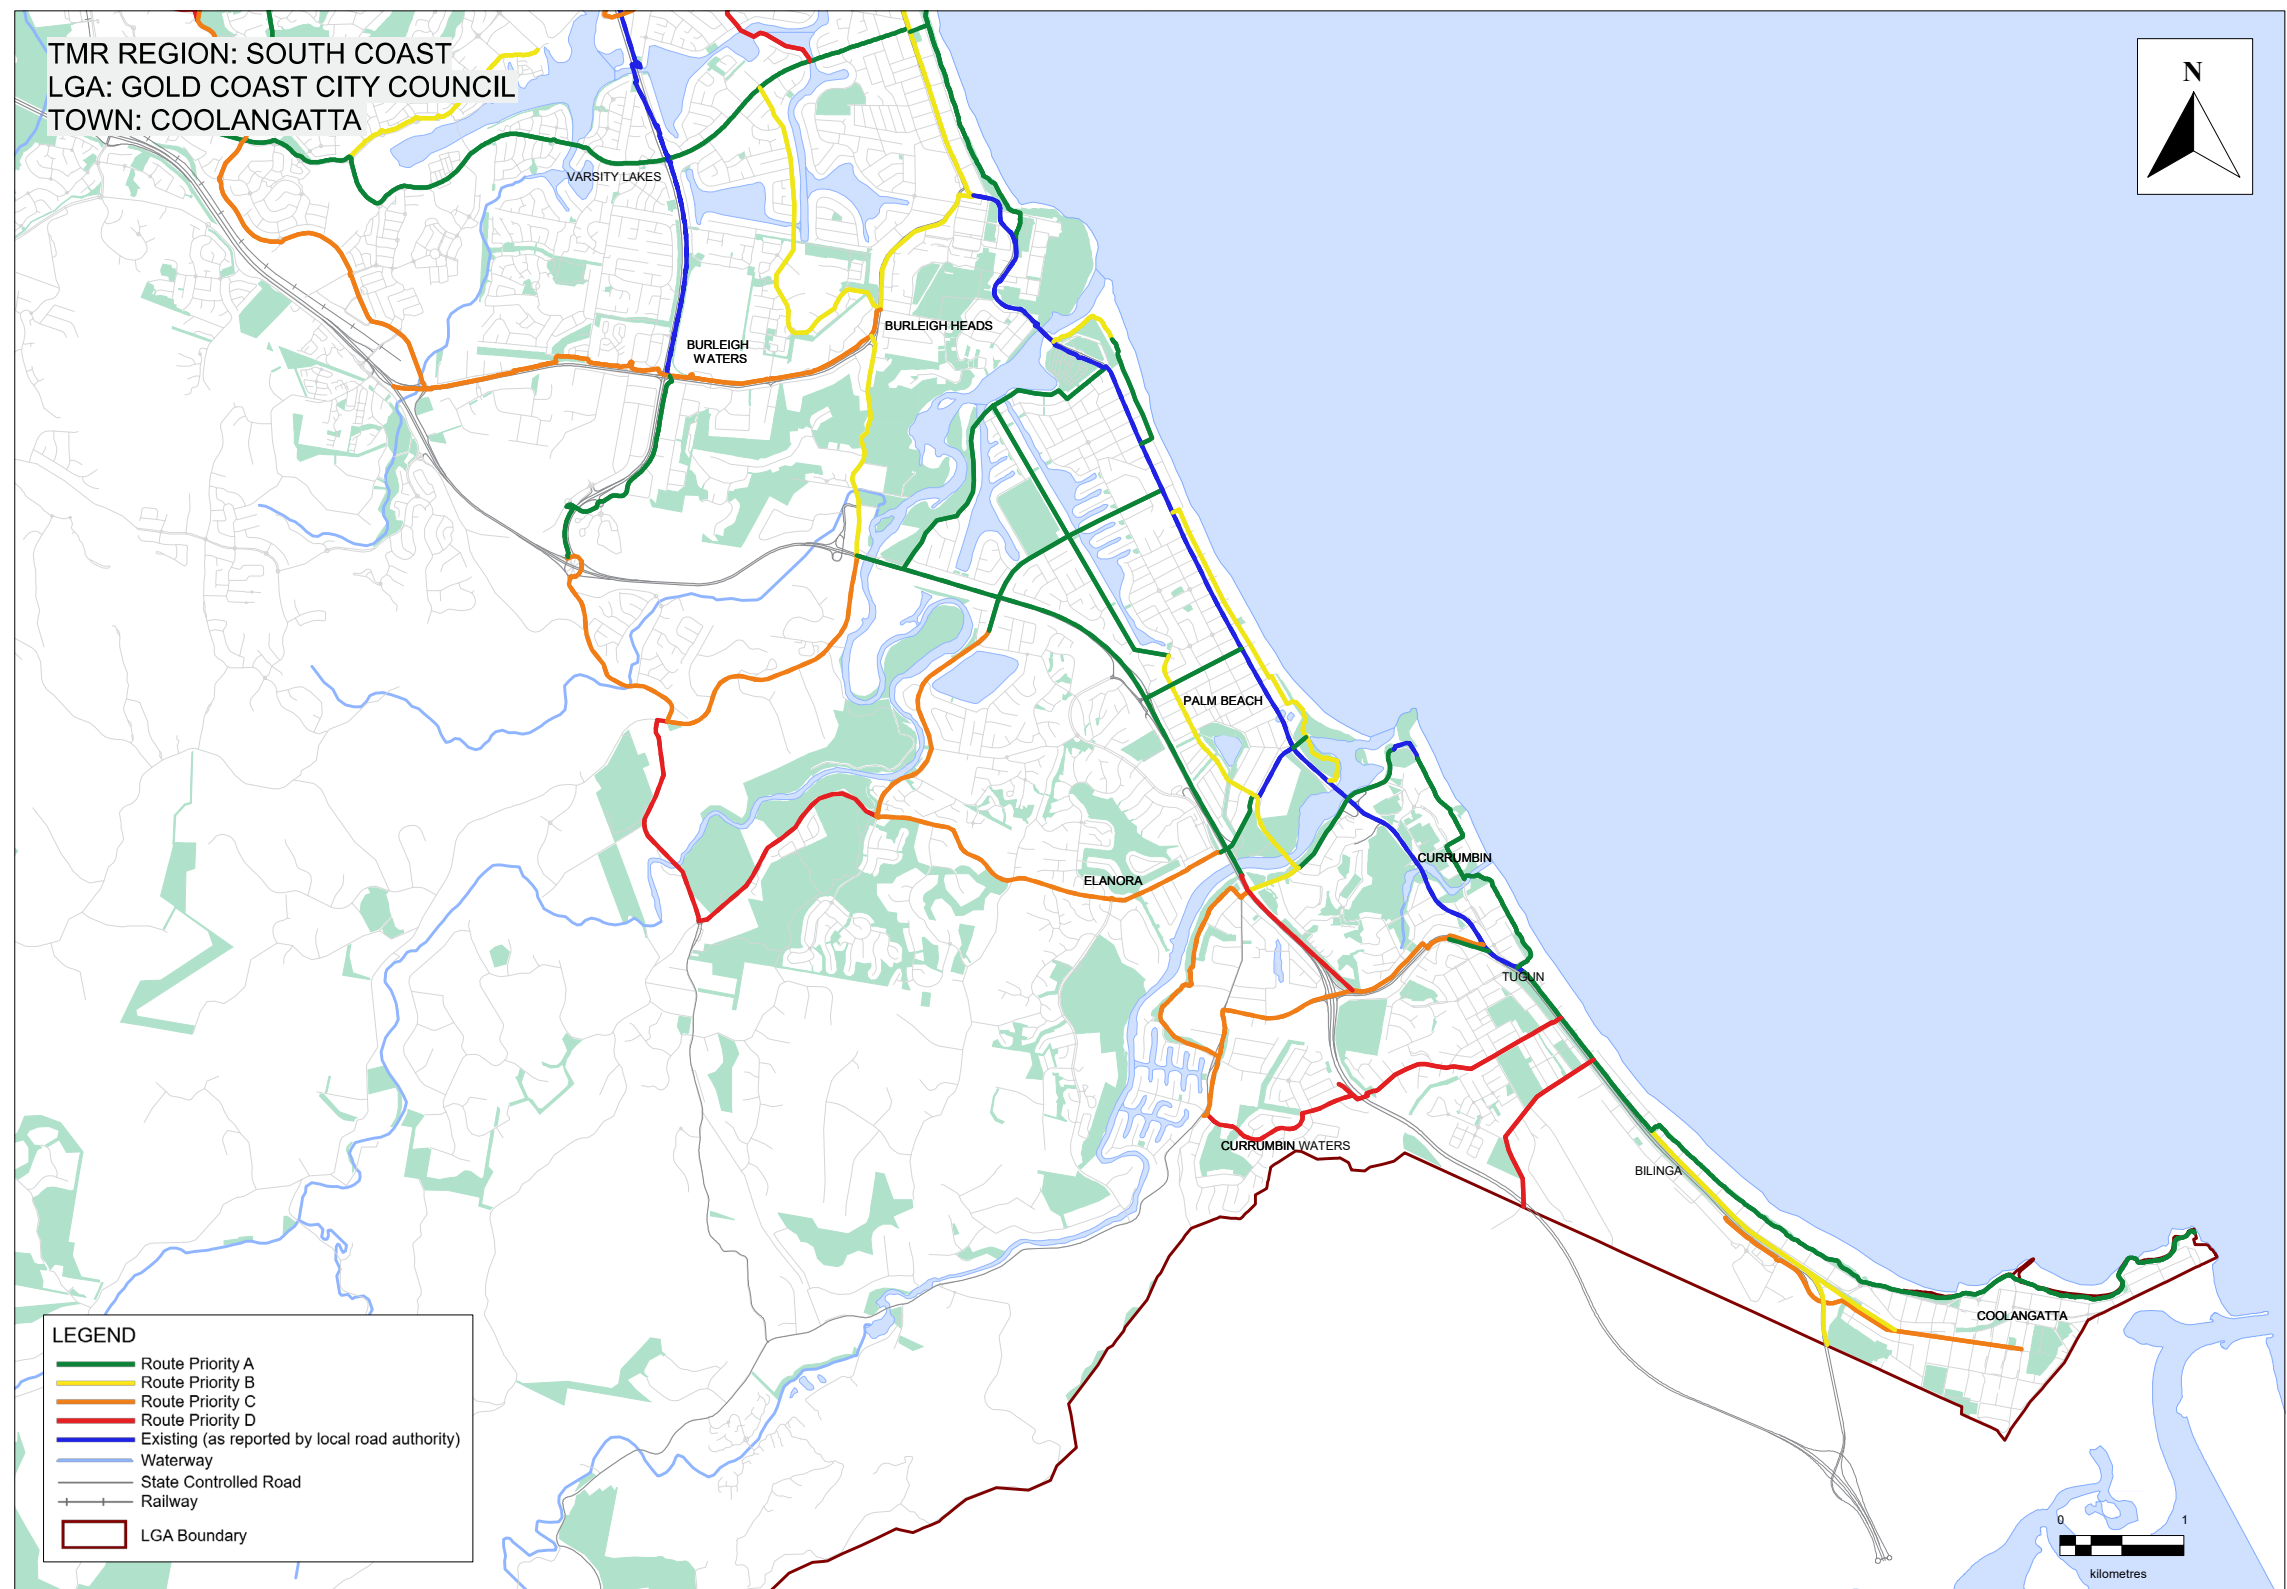 TMR REGION: SOUTH COAST
LGA: GOLD COAST CITY COUNCIL
TOWN: COOLANGATTA
N
VARSITY LAKES
BURLEIGH HEADS
BURLEIGH
WATERS
PALM BEACH
CURRUMBIN
ELANORA
TUGUN
CURRUMBIN WATERS
BILINGA
COOLANGATTA
LEGEND
Route Priority A
Route Priority B
Route Priority C
Route Priority D
Existing (as reported by local road authority)
Waterway
State Controlled Road
Railway
LGA Boundary
0 1
kilometres